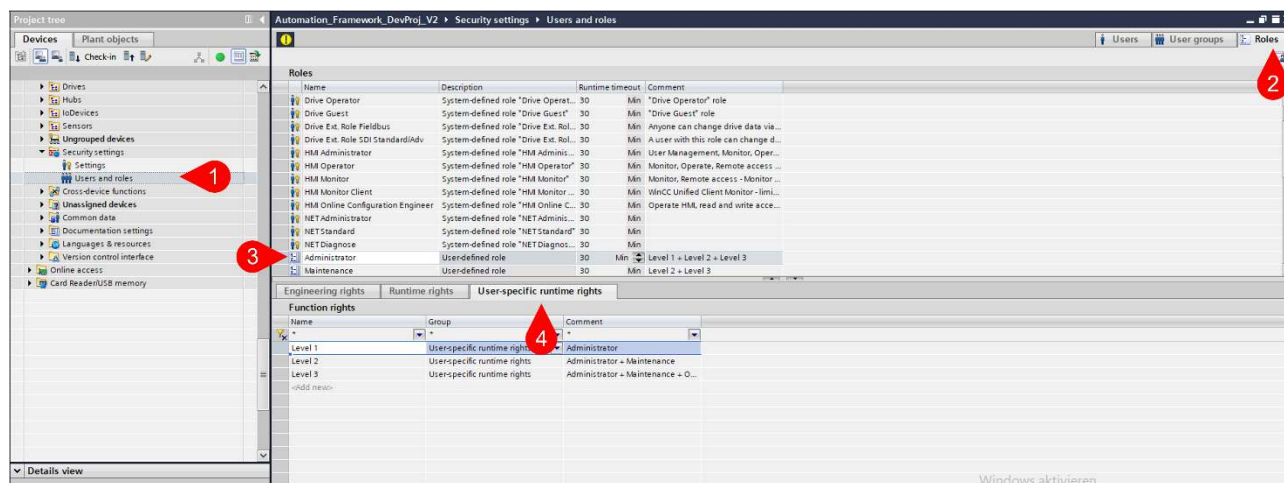 Project tree
Automation_Framework_DevProj_V2 ▸ Security settings ▸ Users and roles
Devices Plant objects
Users User groups Roles
Check-in
2
Roles
Name Description Runtime timeout Comment
Drives
Hubs
IoDevices
Sensors
Ungrouped devices
Security settings
Settings
Users and roles
1
Cross-device functions
Unassigned devices
Common data
Documentation settings
Languages & resources
Version control interface
Online access
Card Reader/USB memory
Drive Operator System-defined role "Drive Operat... 30 Min "Drive Operator" role
Drive Guest System-defined role "Drive Guest" 30 Min "Drive Guest" role
Drive Ext. Role Fieldbus System-defined role "Drive Ext. Rol... 30 Min Anyone can change drive data via...
Drive Ext. Role SDI Standard/Adv System-defined role "Drive Ext. Rol... 30 Min A user with this role can change d...
HMI Administrator System-defined role "HMI Adminis... 30 Min User Management, Monitor, Oper...
HMI Operator System-defined role "HMI Operator" 30 Min Monitor, Operate, Remote access ...
HMI Monitor System-defined role "HMI Monitor" 30 Min Monitor, Remote access - Monitor ...
HMI Monitor Client System-defined role "HMI Monitor ... 30 Min WinCC Unified Client Monitor - limi...
HMI Online Configuration Engineer System-defined role "HMI Online C... 30 Min Operate HMI, read and write acce...
NET Administrator System-defined role "NET Adminis... 30 Min
NET Standard System-defined role "NET Standard" 30 Min
NET Diagnose System-defined role "NET Diagnos... 30 Min
3 Administrator User-defined role 30 Min Level 1 + Level 2 + Level 3
Maintenance User-defined role 30 Min Level 2 + Level 3
Engineering rights Runtime rights User-specific runtime rights
4
Function rights
Name Group Comment
* * *
Level 1 User-specific runtime rights Administrator
Level 2 User-specific runtime rights Administrator + Maintenance
Level 3 User-specific runtime rights Administrator + Maintenance + O...
<Add new>
Details view
Windows aktivieren